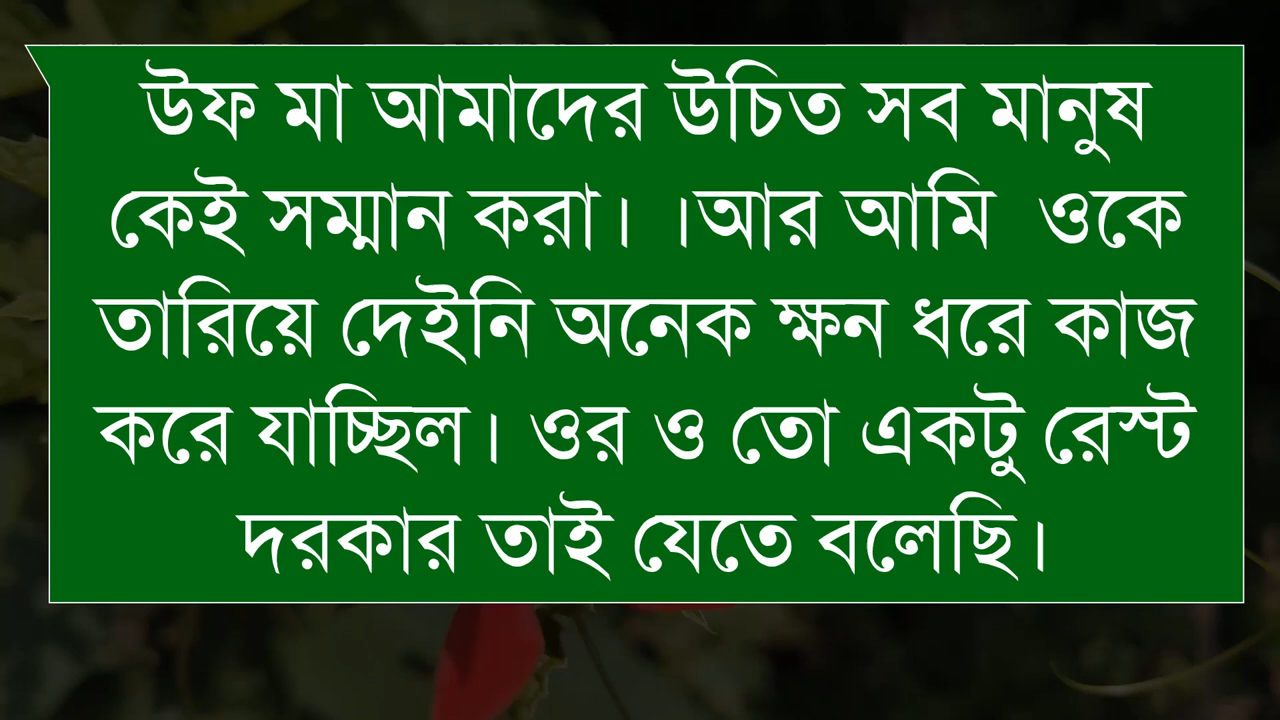 উফ মা আমাদের উচিত সব মানুষ
কেই সম্মান করা। ।আর আমি ওকে
তারিয়ে দেইনি অনেক ক্ষন ধরে কাজ
করে যাচ্ছিল। ওর ও তো একটু রেস্ট
দরকার তাই যেতে বলেছি।